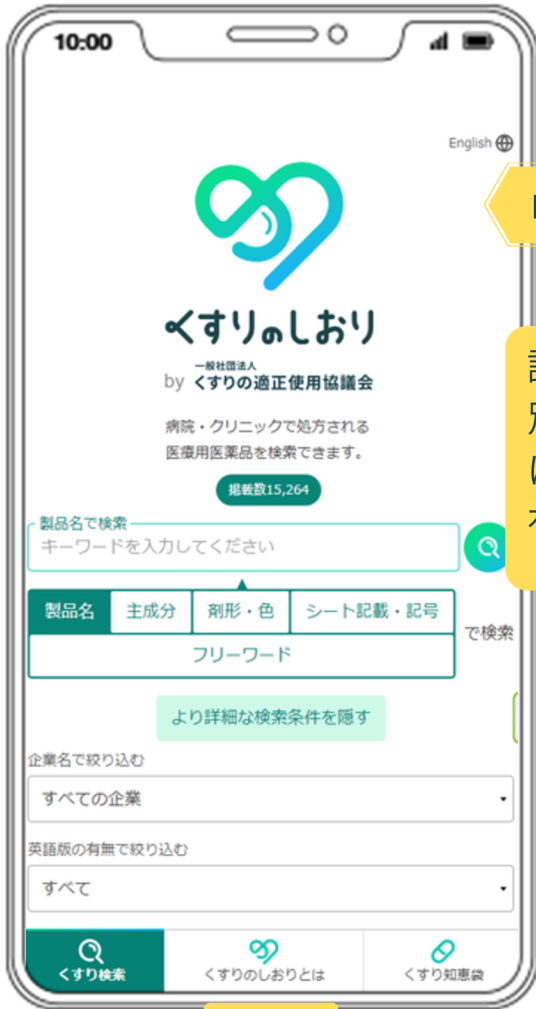 10:00
English
くすりのしおり
by 一般社団法人
くすりの適正使用協議会
病院・クリニックで処方される
医療用医薬品を検索できます。
掲載数15,264
製品名で検索
キーワードを入力してください
製品名 主成分 剤形・色 シート記載・記号
で検索
フリーワード
より詳細な検索条件を隠す
企業名で絞り込む
すべての企業
英語版の有無で絞り込む
すべて
くすり検索 くすりのしおりとは くすり知恵袋